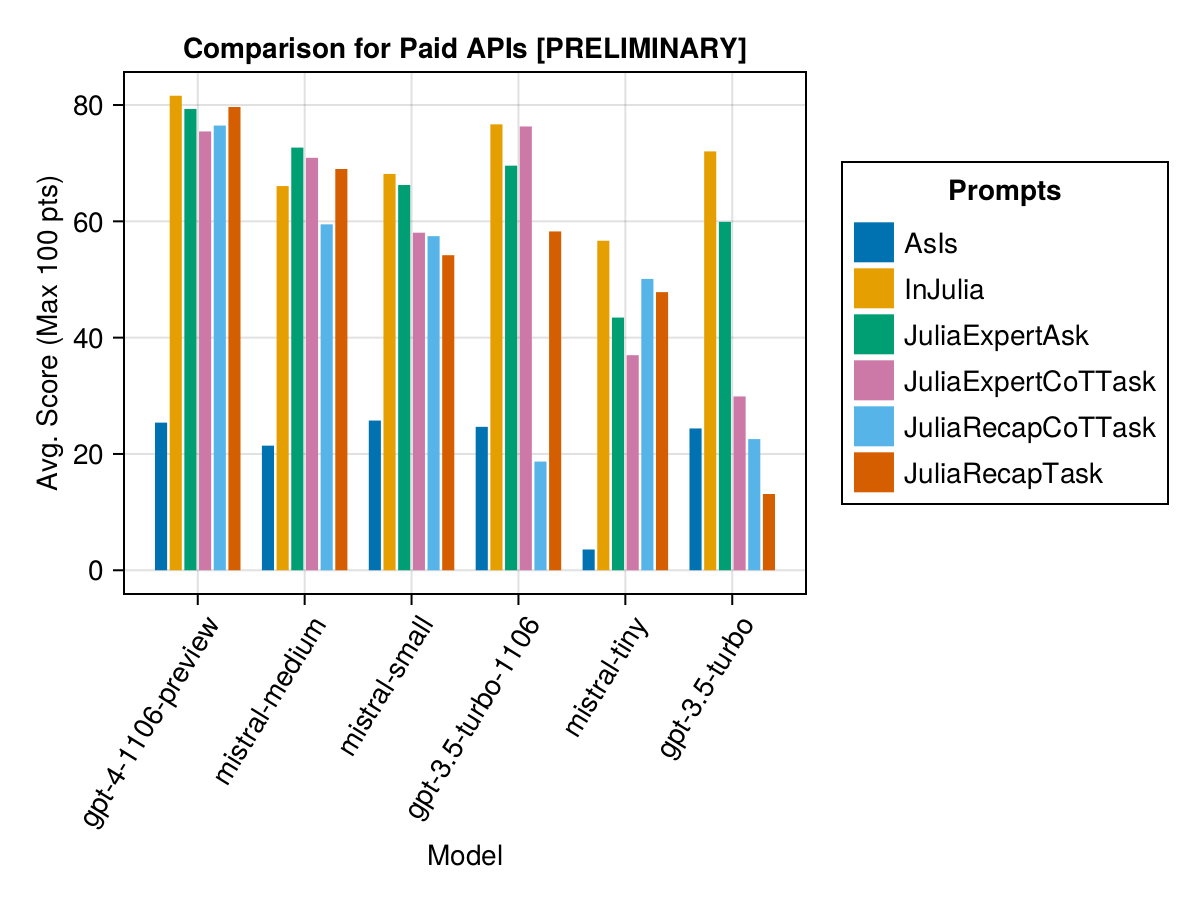 Comparison for Paid APIs [PRELIMINARY]
Avg. Score (Max 100 pts)
80
60
40
20
0
gpt-4-1106-preview
mistral-medium
mistral-small
gpt-3.5-turbo-1106
mistral-tiny
gpt-3.5-turbo
Model
Prompts
AsIs
InJulia
JuliaExpertAsk
JuliaExpertCoTTask
JuliaRecapCoTTask
JuliaRecapTask